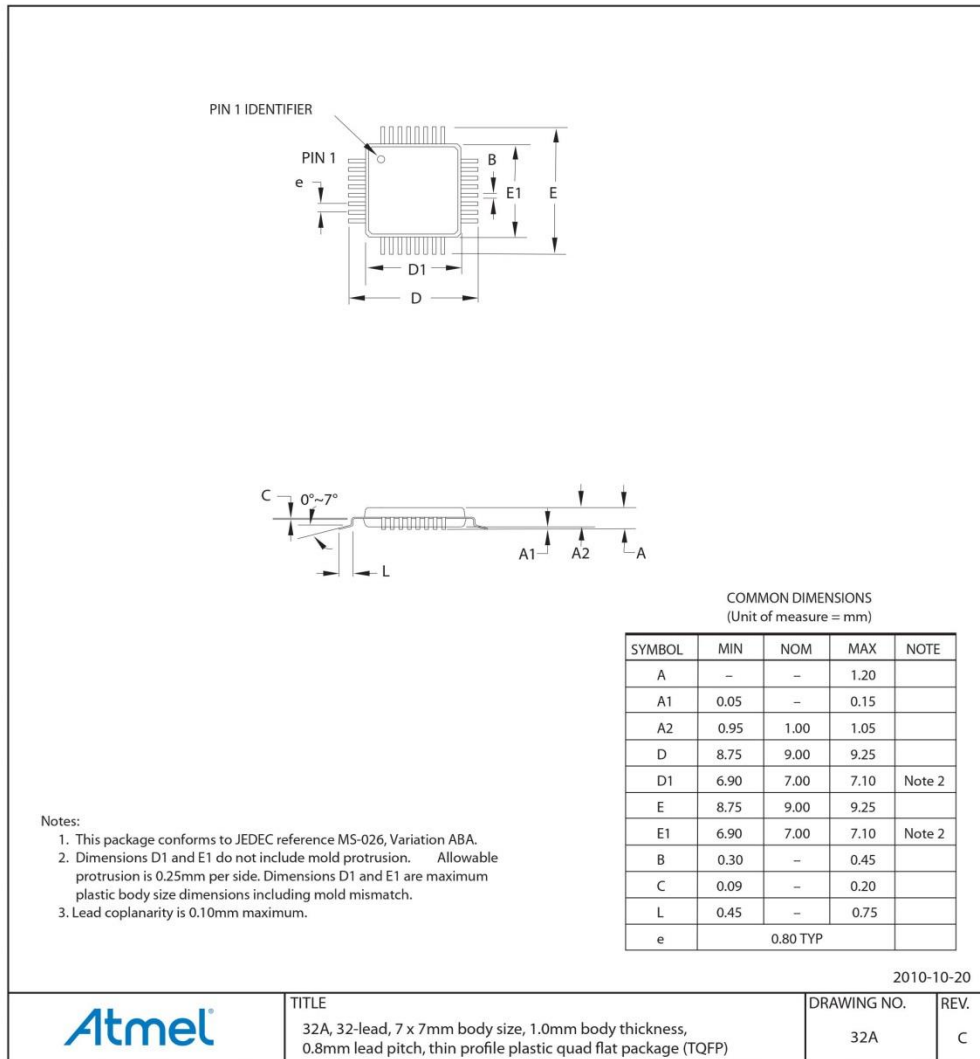 PIN 1 IDENTIFIER
PIN 1
B
e
E1
E
D1
D
C
0°~7°
A1
A2
A
L
COMMON DIMENSIONS
(Unit of measure = mm)
SYMBOL MIN NOM MAX NOTE
A – – 1.20
A1 0.05 – 0.15
A2 0.95 1.00 1.05
D 8.75 9.00 9.25
D1 6.90 7.00 7.10 Note 2
E 8.75 9.00 9.25
E1 6.90 7.00 7.10 Note 2
B 0.30 – 0.45
C 0.09 – 0.20
L 0.45 – 0.75
e 0.80 TYP
Notes:
1. This package conforms to JEDEC reference MS-026, Variation ABA.
2. Dimensions D1 and E1 do not include mold protrusion. Allowable
protrusion is 0.25mm per side. Dimensions D1 and E1 are maximum
plastic body size dimensions including mold mismatch.
3. Lead coplanarity is 0.10mm maximum.
2010-10-20
Atmel
TITLE
32A, 32-lead, 7 x 7mm body size, 1.0mm body thickness,
0.8mm lead pitch, thin profile plastic quad flat package (TQFP)
DRAWING NO.
32A
REV.
C